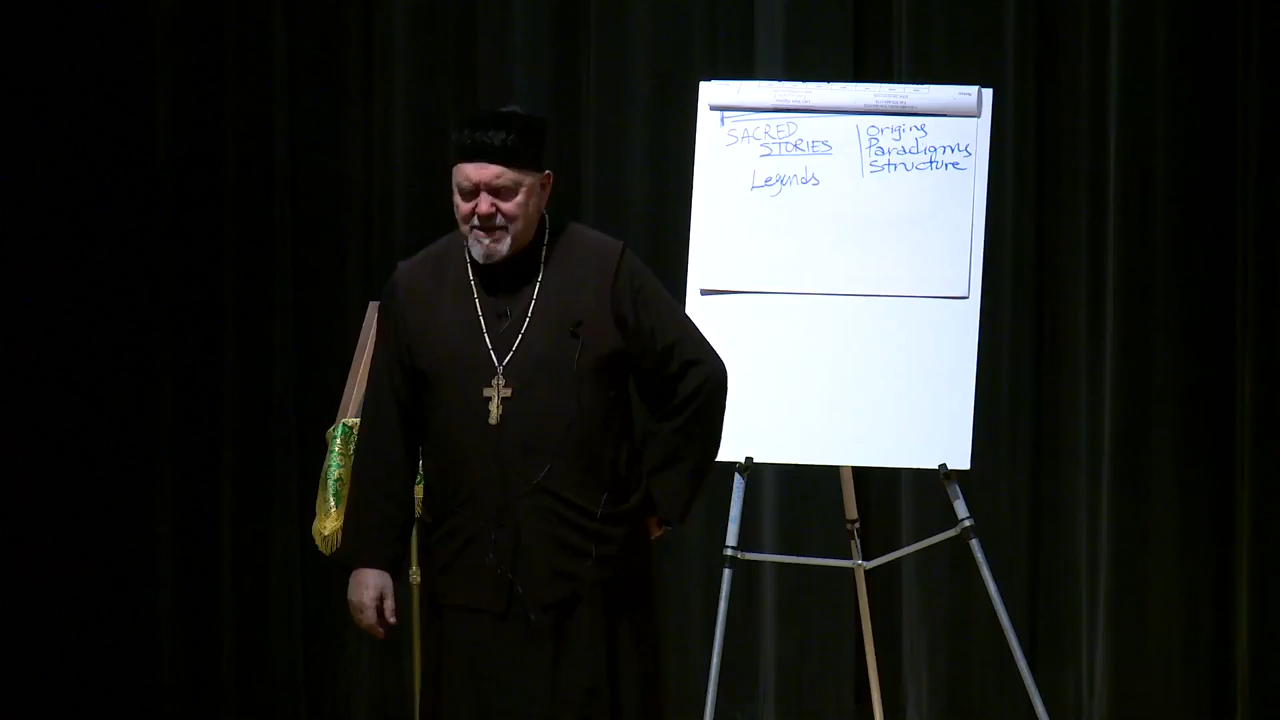 SACRED
STORIES
Legends
Origins
Paradigms
Structure